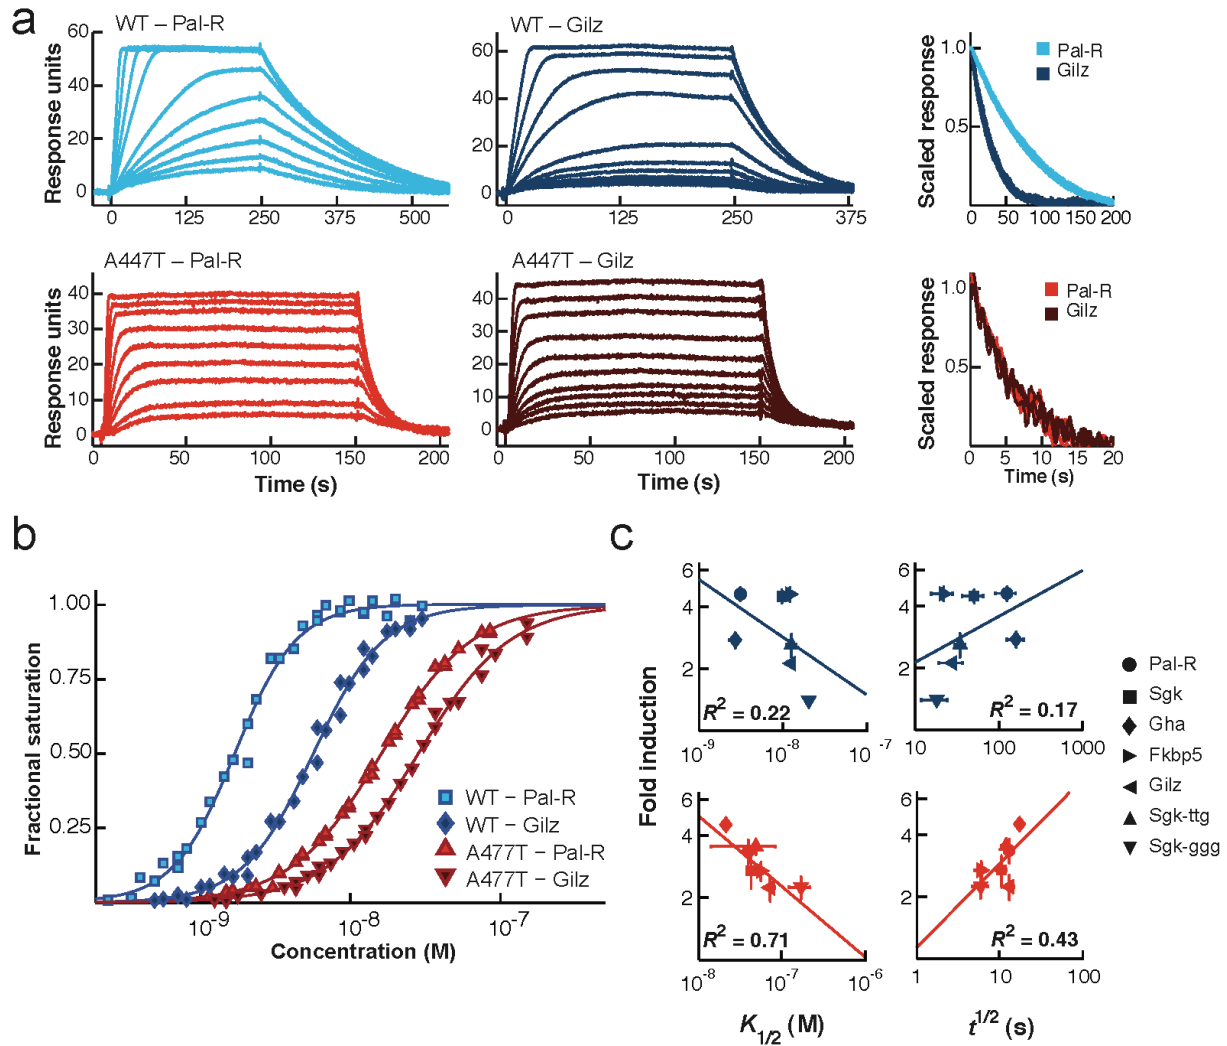 a
WT – Pal-R
Response units
60
40
20
0
0 125 250 375 500
WT – Gilz
60
40
20
0
0 125 250 375
Scaled response
1.0
0.5
Pal-R
Gilz
0 50 100 150 200
A447T – Pal-R
Response units
40
30
20
10
0
0 50 100 150 200
Time (s)
A447T – Gilz
40
30
20
10
0
0 50 100 150 200
Time (s)
Scaled response
1.0
0.5
Pal-R
Gilz
0 5 10 15 20
Time (s)
b
Fractional saturation
1.00
0.75
0.50
0.25
WT – Pal-R
WT – Gilz
A477T – Pal-R
A477T – Gilz
10-9 10-8 10-7
Concentration (M)
c
Fold induction
6
4
2
R2 = 0.22
10-9 10-8 10-7
6
4
2
R2 = 0.17
10 100 1000
6
4
2
R2 = 0.71
10-8 10-7 10-6
K1/2 (M)
6
4
2
R2 = 0.43
1 10 100
t1/2 (s)
Pal-R
Sgk
Gha
Fkbp5
Gilz
Sgk-ttg
Sgk-ggg